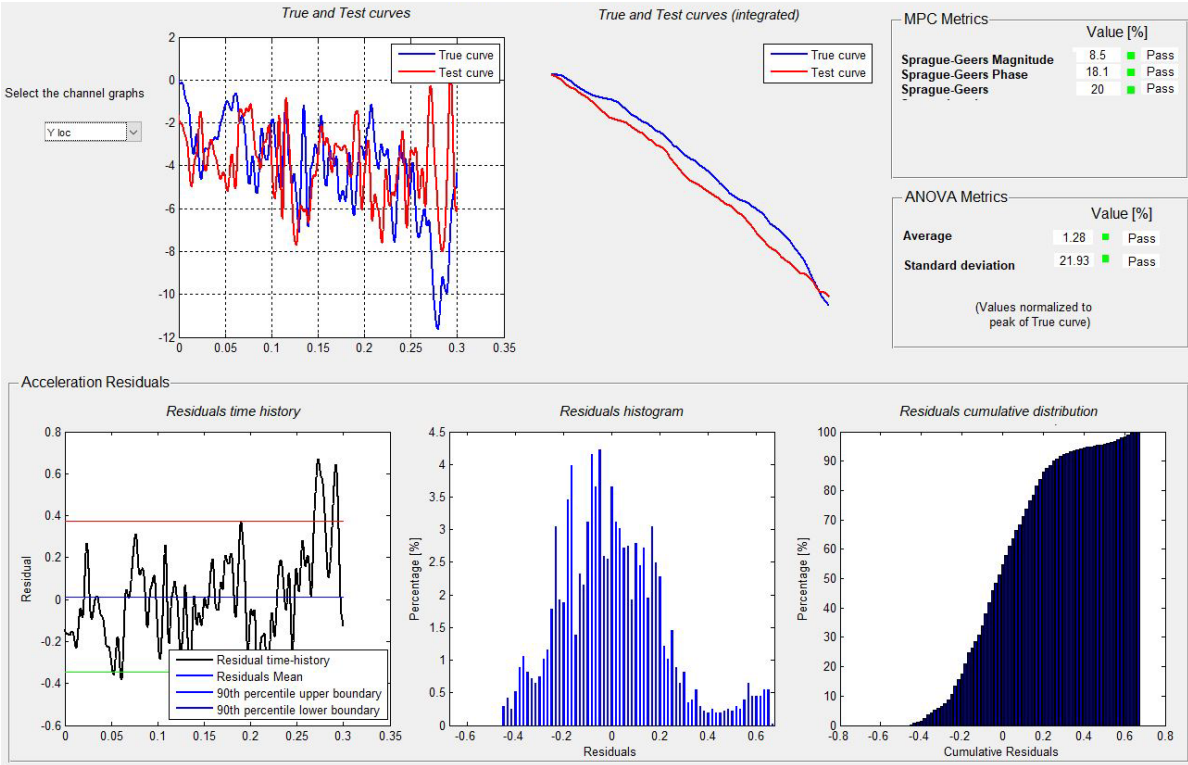 True and Test curves
True and Test curves (integrated)
MPC Metrics
Value [%]
Sprague-Geers Magnitude 8.5 Pass
Sprague-Geers Phase 18.1 Pass
Sprague-Geers 20 Pass
True curve
Test curve
True curve
Test curve
Select the channel graphs
Y loc
2
0
-2
-4
-6
-8
-10
-12
0 0.05 0.1 0.15 0.2 0.25 0.3 0.35
ANOVA Metrics
Value [%]
Average 1.28 Pass
Standard deviation 21.93 Pass
(Values normalized to
peak of True curve)
Acceleration Residuals
Residuals time history
0.8
0.6
0.4
0.2
0
-0.2
-0.4
-0.6
Residual
Residual time-history
Residuals Mean
90th percentile upper boundary
90th percentile lower boundary
0 0.05 0.1 0.15 0.2 0.25 0.3 0.35
Residuals histogram
4.5
4
3.5
3
2.5
2
1.5
1
0.5
0
Percentage [%]
-0.6 -0.4 -0.2 0 0.2 0.4 0.6
Residuals
Residuals cumulative distribution
100
90
80
70
60
50
40
30
20
10
0
Percentage [%]
-0.8 -0.6 -0.4 -0.2 0 0.2 0.4 0.6 0.8
Cumulative Residuals